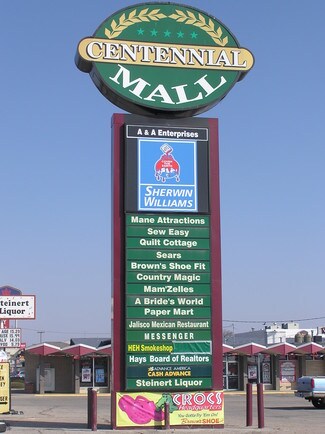 CENTENNIAL
MALL
A & A Enterprises
SHERWIN
WILLIAMS
Mane Attractions
Sew Easy
Quilt Cottage
Sears
Brown's Shoe Fit
Country Magic
Mam'Zelles
A Bride's World
Paper Mart
Jalisco Mexican Restaurant
MESSENGER
HEH Smokeshop
Hays Board of Realtors
ADVANCE AMERICA
CASH ADVANCE
Steinert Liquor
CROCS
Steinert
Liquor